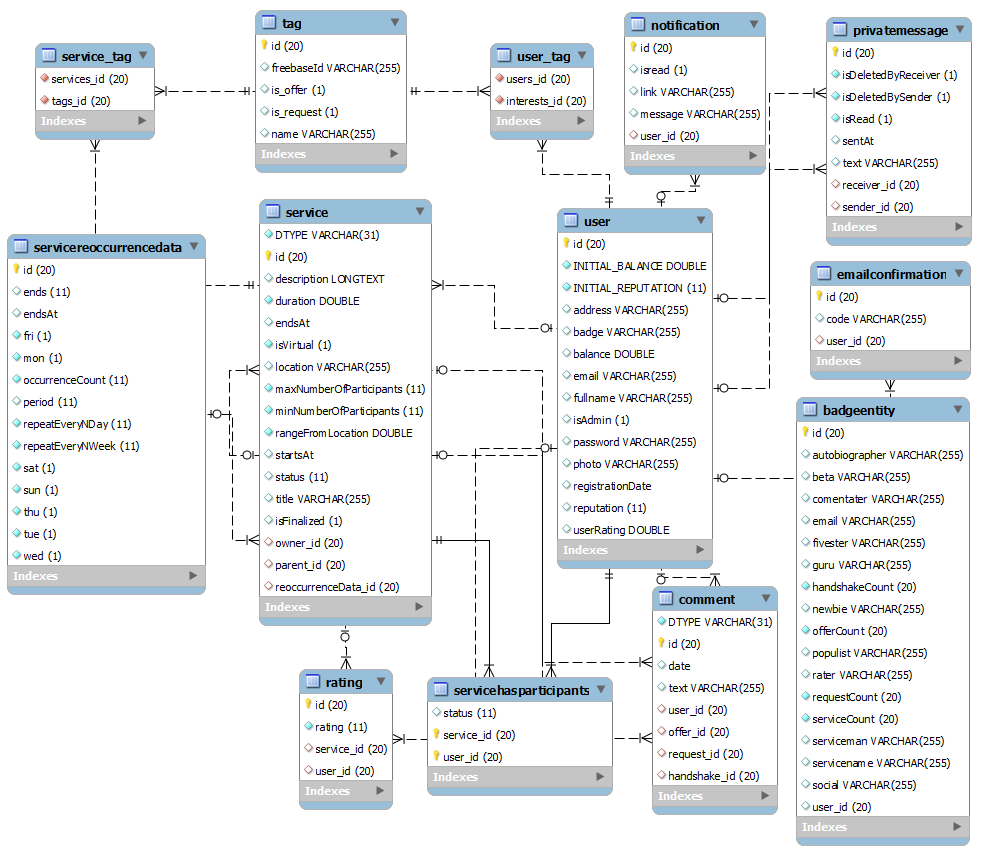 service_tag
services_id (20)
tags_id (20)
Indexes
tag
id (20)
freebaseId VARCHAR(255)
is_offer (1)
is_request (1)
name VARCHAR(255)
Indexes
user_tag
users_id (20)
interests_id (20)
Indexes
notification
id (20)
isread (1)
link VARCHAR(255)
message VARCHAR(255)
user_id (20)
Indexes
privatemessage
id (20)
isDeletedByReceiver (1)
isDeletedBySender (1)
isRead (1)
sentAt
text VARCHAR(255)
receiver_id (20)
sender_id (20)
Indexes
servicereoccurrencedata
id (20)
ends (11)
endsAt
fri (1)
mon (1)
occurrenceCount (11)
period (11)
repeatEveryNDay (11)
repeatEveryNWeek (11)
sat (1)
sun (1)
thu (1)
tue (1)
wed (1)
Indexes
service
DTYPE VARCHAR(31)
id (20)
description LONGTEXT
duration DOUBLE
endsAt
isVirtual (1)
location VARCHAR(255)
maxNumberOfParticipants (11)
minNumberOfParticipants (11)
rangeFromLocation DOUBLE
startsAt
status (11)
title VARCHAR(255)
isFinalized (1)
owner_id (20)
parent_id (20)
reoccurrenceData_id (20)
Indexes
user
id (20)
INITIAL_BALANCE DOUBLE
INITIAL_REPUTATION (11)
address VARCHAR(255)
badge VARCHAR(255)
balance DOUBLE
email VARCHAR(255)
fullname VARCHAR(255)
isAdmin (1)
password VARCHAR(255)
photo VARCHAR(255)
registrationDate
reputation (11)
userRating DOUBLE
Indexes
emailconfirmation
id (20)
code VARCHAR(255)
user_id (20)
Indexes
badgeentity
id (20)
autobiographer VARCHAR(255)
beta VARCHAR(255)
comentater VARCHAR(255)
email VARCHAR(255)
fivester VARCHAR(255)
guru VARCHAR(255)
handshakeCount (20)
newbie VARCHAR(255)
offerCount (20)
populist VARCHAR(255)
rater VARCHAR(255)
requestCount (20)
serviceCount (20)
serviceman VARCHAR(255)
servicename VARCHAR(255)
social VARCHAR(255)
user_id (20)
Indexes
rating
id (20)
rating (11)
service_id (20)
user_id (20)
Indexes
servicehasparticipants
status (11)
service_id (20)
user_id (20)
Indexes
comment
DTYPE VARCHAR(31)
id (20)
date
text VARCHAR(255)
user_id (20)
offer_id (20)
request_id (20)
handshake_id (20)
Indexes